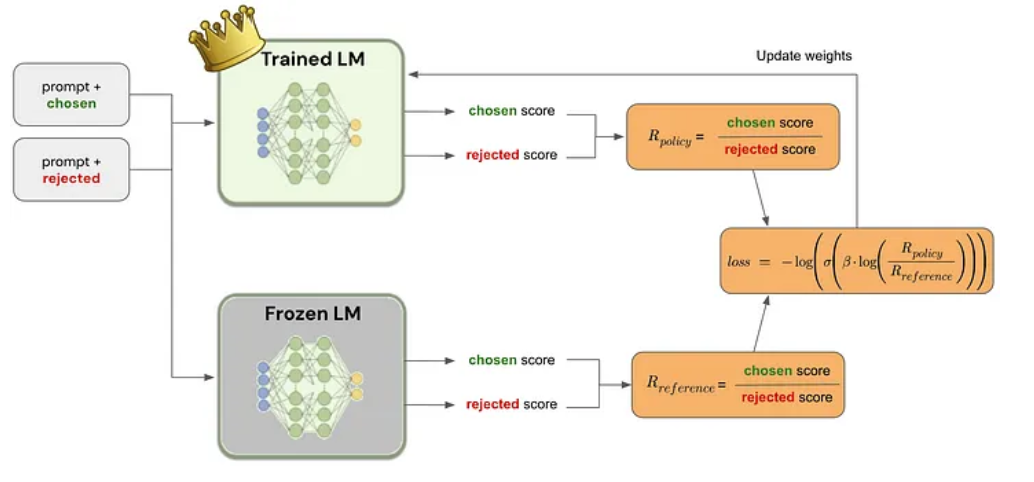 Update weights
Trained LM
prompt +
chosen
prompt +
rejected
chosen score
rejected score
R_policy = chosen score / rejected score
loss = −log(σ(β·log(R_policy / R_reference)))
Frozen LM
chosen score
rejected score
R_reference = chosen score / rejected score